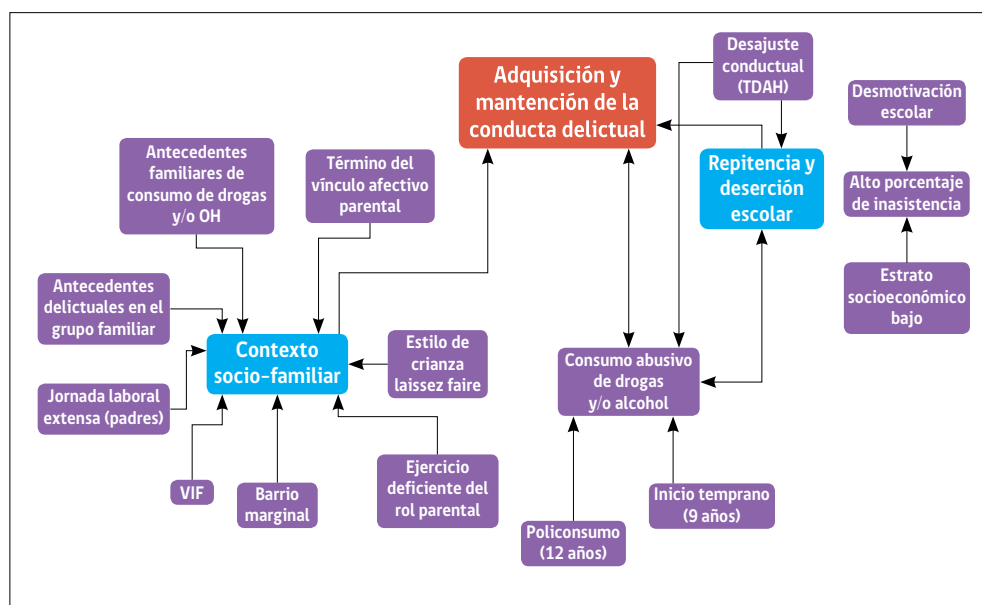 Adquisición y
mantención de la
conducta delictual
Desajuste
conductual
(TDAH)
Desmotivación
escolar
Antecedentes
familiares de
consumo de drogas
y/o OH
Término del
vínculo afectivo
parental
Repitencia y
deserción
escolar
Alto porcentaje
de inasistencia
Antecedentes
delictuales en el
grupo familiar
Estrato
socioeconómico
bajo
Contexto
socio-familiar
Estilo de
crianza
laissez faire
Consumo abusivo
de drogas
y/o alcohol
Jornada laboral
extensa (padres)
VIF
Barrio
marginal
Ejercicio
deficiente del
rol parental
Inicio temprano
(9 años)
Policonsumo
(12 años)